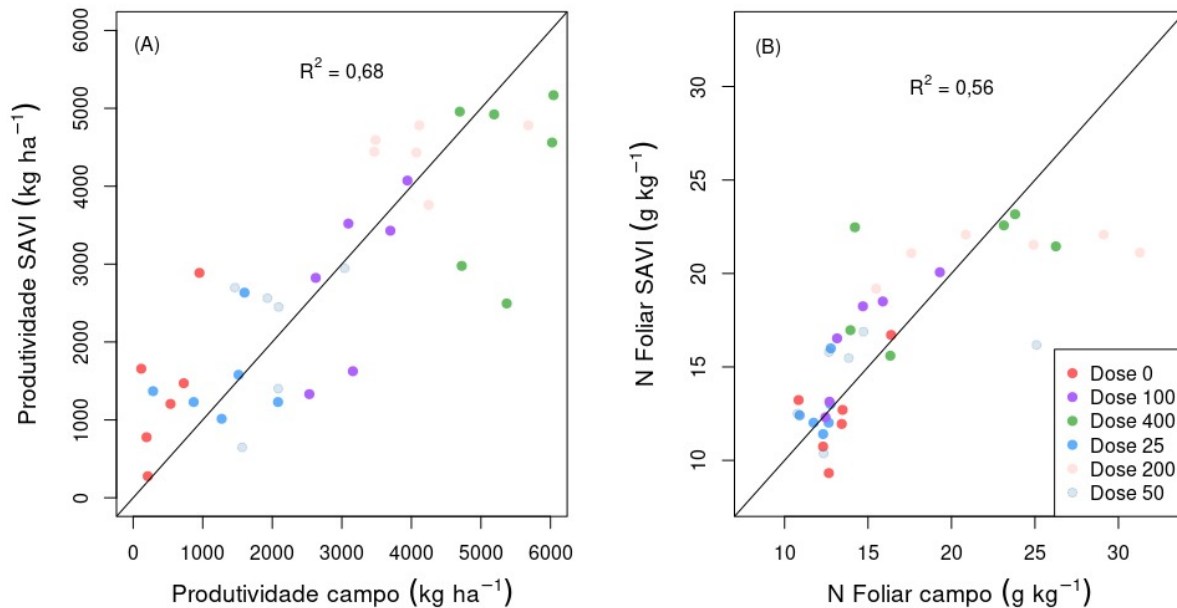 (A)
R² = 0,68
Produtividade SAVI (kg ha⁻¹)
0
1000
2000
3000
4000
5000
6000
0 1000 2000 3000 4000 5000 6000
Produtividade campo (kg ha⁻¹)
(B)
R² = 0,56
N Foliar SAVI (g kg⁻¹)
10
15
20
25
30
Dose 0
Dose 100
Dose 400
Dose 25
Dose 200
Dose 50
10 15 20 25 30
N Foliar campo (g kg⁻¹)